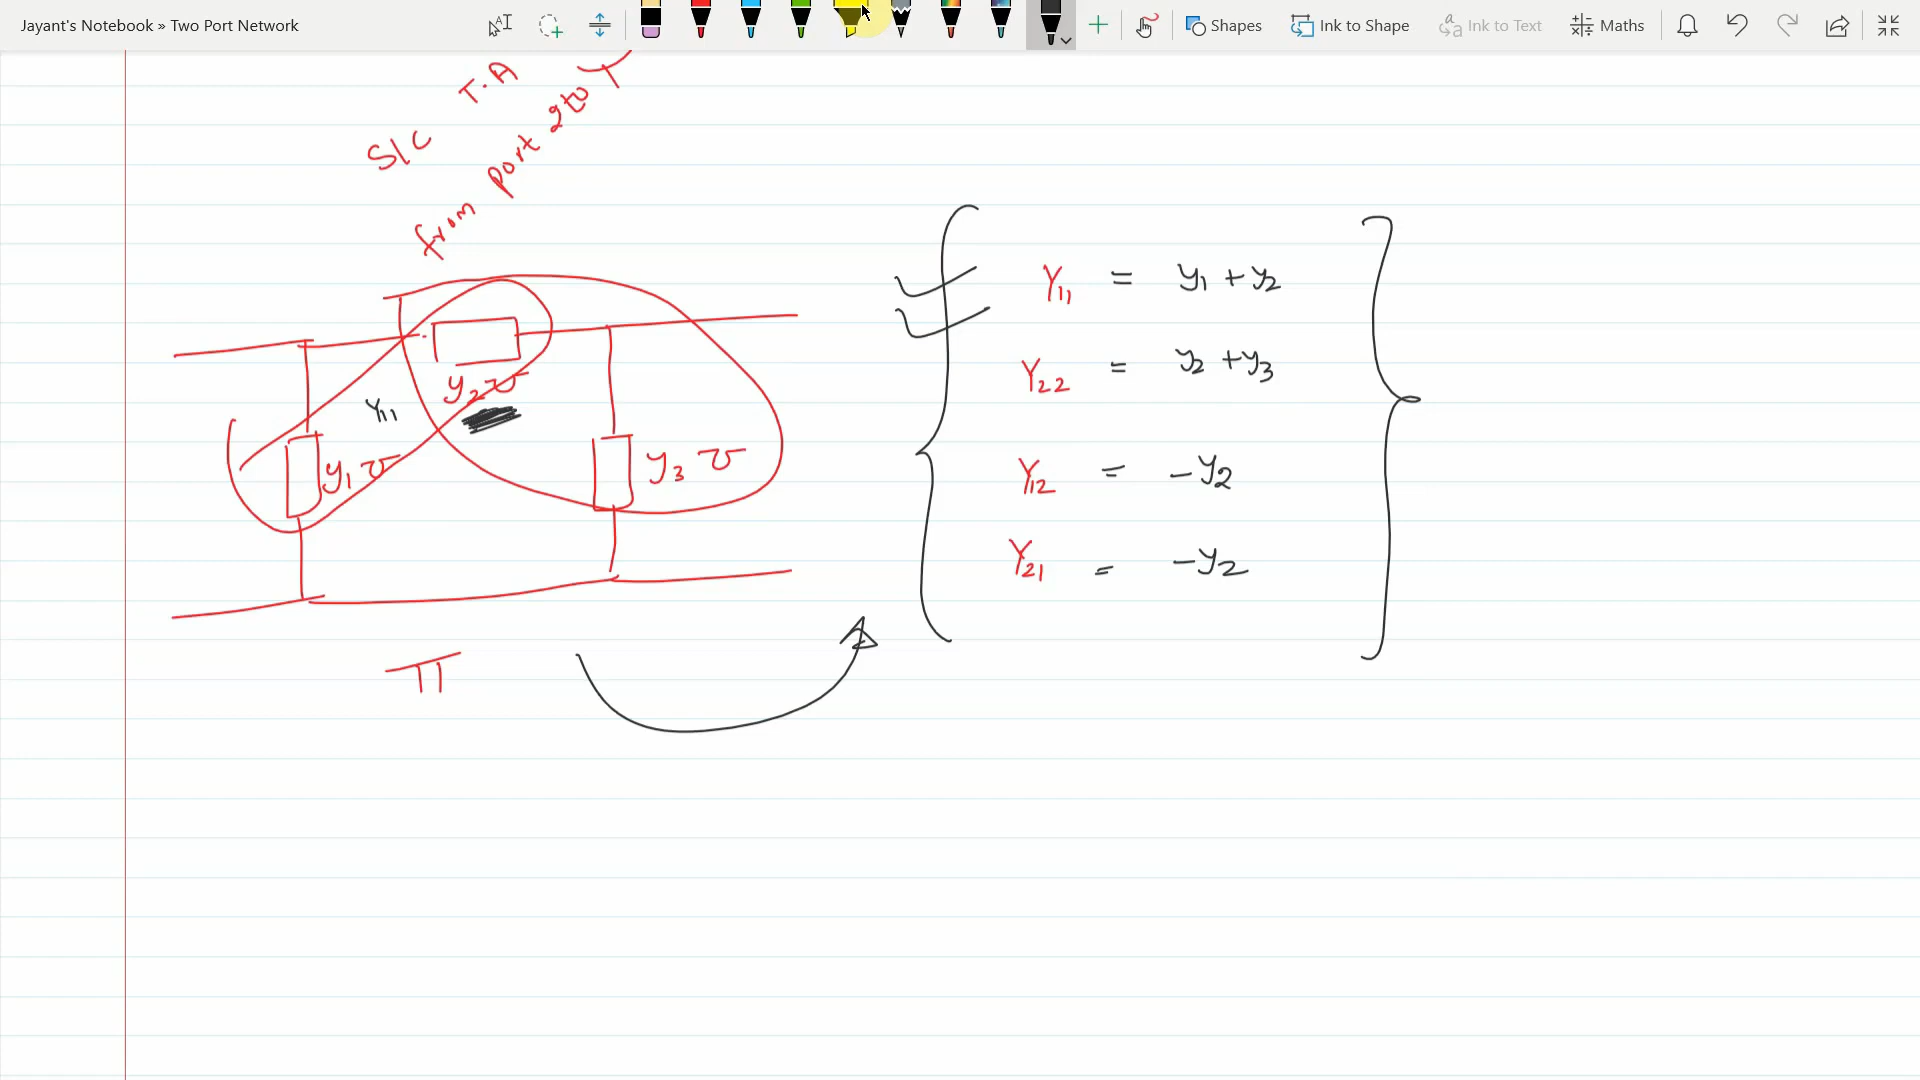 Jayant's Notebook » Two Port Network
Shapes
Ink to Shape
Ink to Text
Maths
T.A
S/C
from port 2 to 1
Y11 = y1 + y2
Y22 = y2 + y3
Y12 = -y2
Y21 = -y2
y2 ʊ
Y11
y1 ʊ
y3 ʊ
π